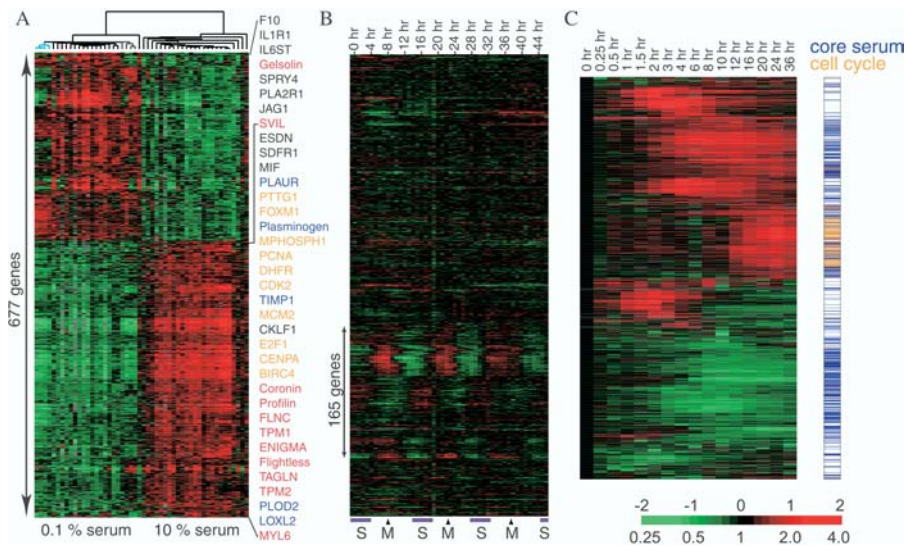 A
F10
IL1R1
IL6ST
Gelsolin
SPRY4
PLA2R1
JAG1
SVIL
ESDN
SDFR1
MIF
PLAUR
PTTG1
FOXM1
Plasminogen
MPHOSPH1
PCNA
DHFR
CDK2
TIMP1
MCM2
CKLF1
E2F1
CENPA
BIRC4
Coronin
Profilin
FLNC
TPM1
ENIGMA
Flightless
TAGLN
TPM2
PLOD2
LOXL2
MYL6
677 genes
0.1 % serum 10 % serum
B
-0 hr
-4 hr
-8 hr
-12 hr
-16 hr
-20 hr
-24 hr
-28 hr
-32 hr
-36 hr
-40 hr
-44 hr
165 genes
S M S M S M S
C
0 hr
0.25 hr
0.5 hr
1 hr
1.5 hr
2 hr
3 hr
4 hr
6 hr
8 hr
10 hr
12 hr
16 hr
20 hr
24 hr
36 hr
core serum
cell cycle
-2 -1 0 1 2
0.25 0.50 1 2.0 4.0